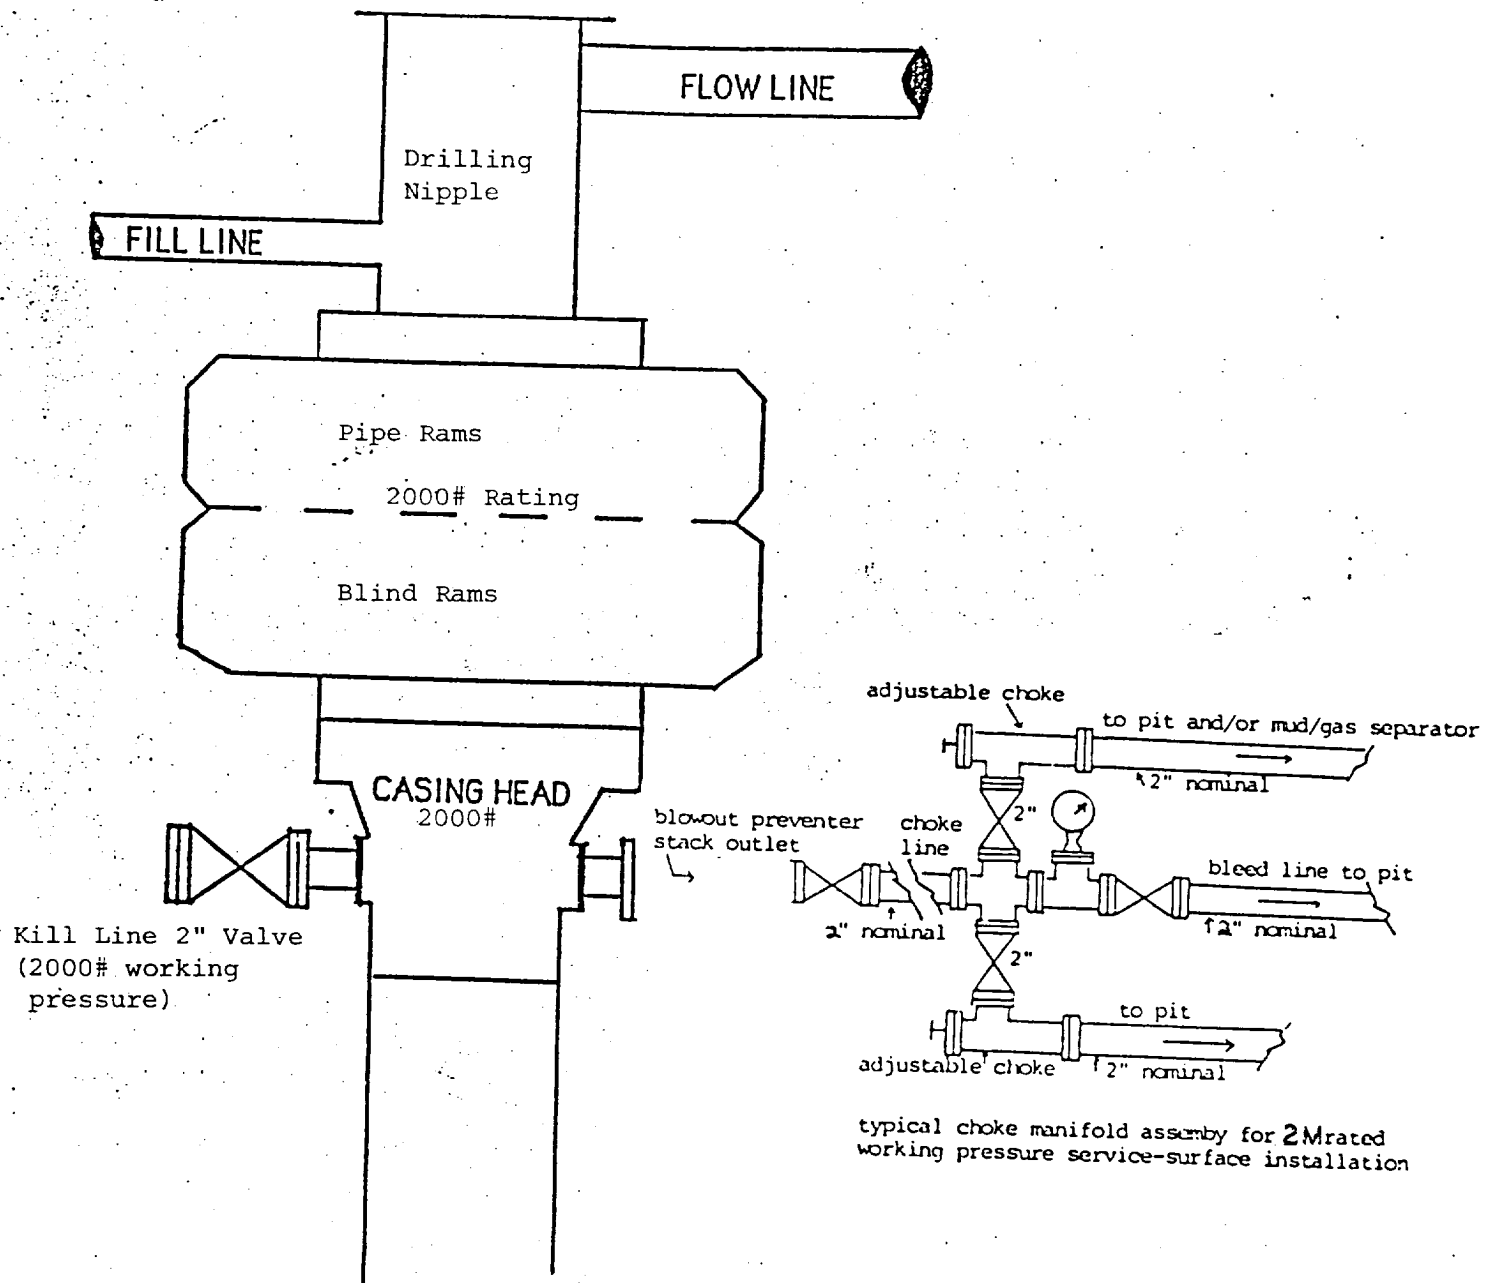 FLOW LINE
Drilling
Nipple
FILL LINE
Pipe Rams
2000# Rating
Blind Rams
CASING HEAD
2000#
Kill Line 2" Valve
(2000# working
pressure)
blowout preventer
stack outlet
choke
line
2" nominal
adjustable choke
to pit and/or mud/gas separator
2" nominal
2"
bleed line to pit
2" nominal
2"
to pit
adjustable choke
2" nominal
typical choke manifold assemby for 2Mrated
working pressure service-surface installation